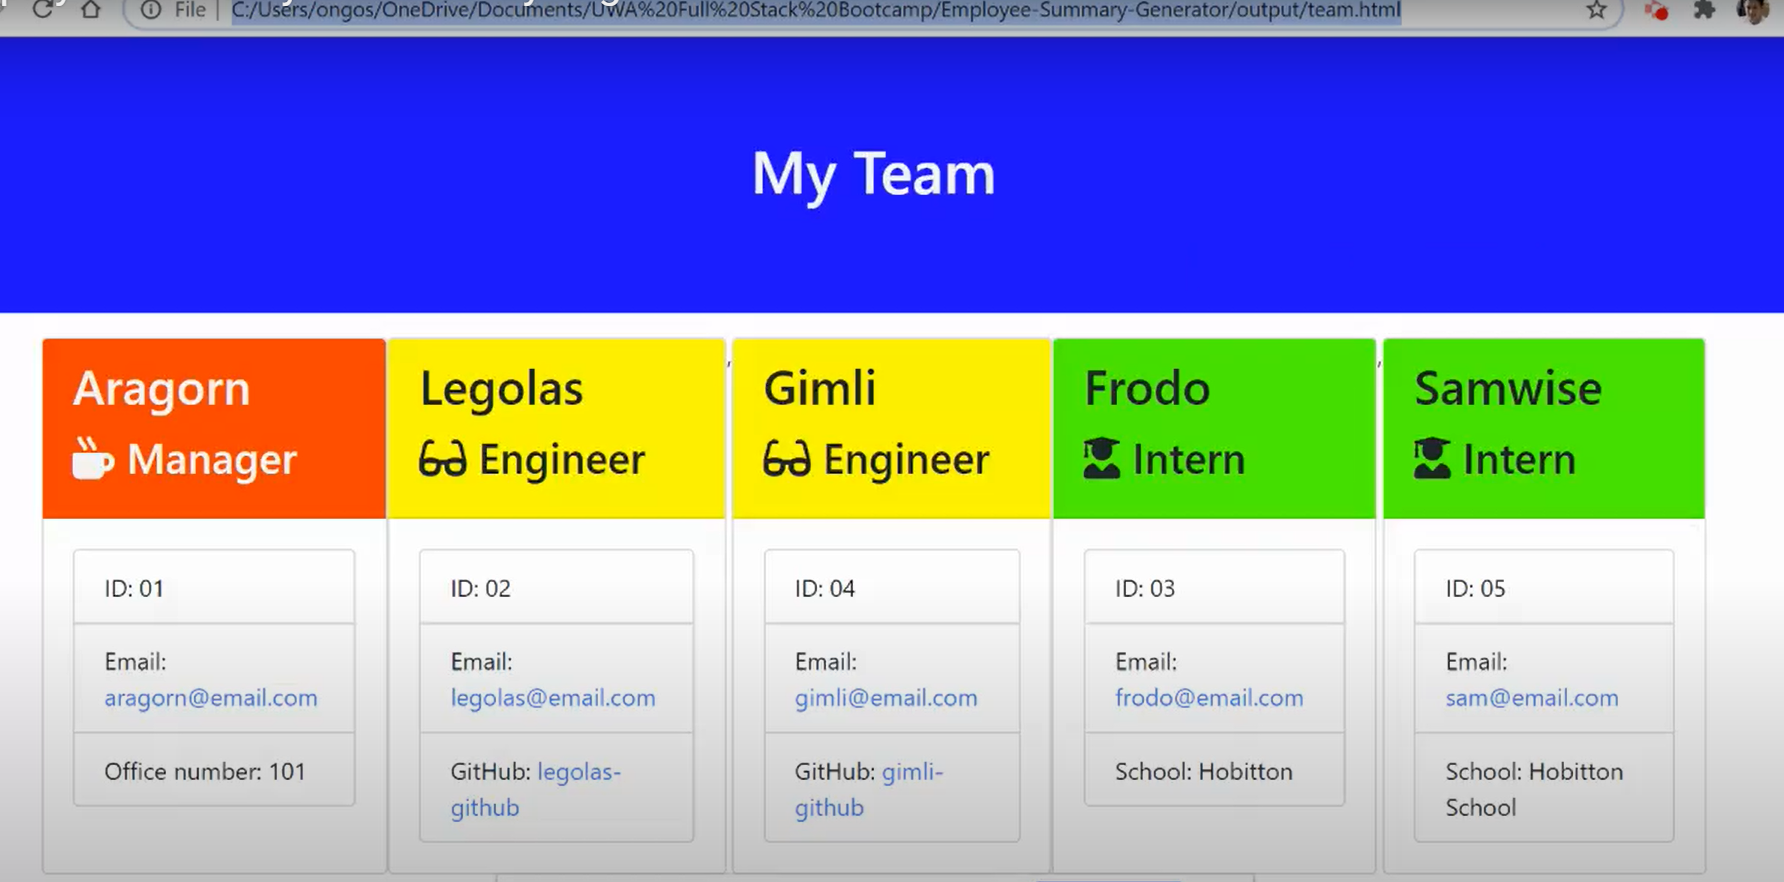 File
C:/Users/ongos/OneDrive/Documents/UWA%20Full%20Stack%20Bootcamp/Employee-Summary-Generator/output/team.html
My Team
Aragorn
Manager
ID: 01
Email:
aragorn@email.com
Office number: 101
Legolas
Engineer
ID: 02
Email:
legolas@email.com
GitHub: legolas-
github
,
Gimli
Engineer
ID: 04
Email:
gimli@email.com
GitHub: gimli-
github
Frodo
Intern
ID: 03
Email:
frodo@email.com
School: Hobitton
,
Samwise
Intern
ID: 05
Email:
sam@email.com
School: Hobitton
School